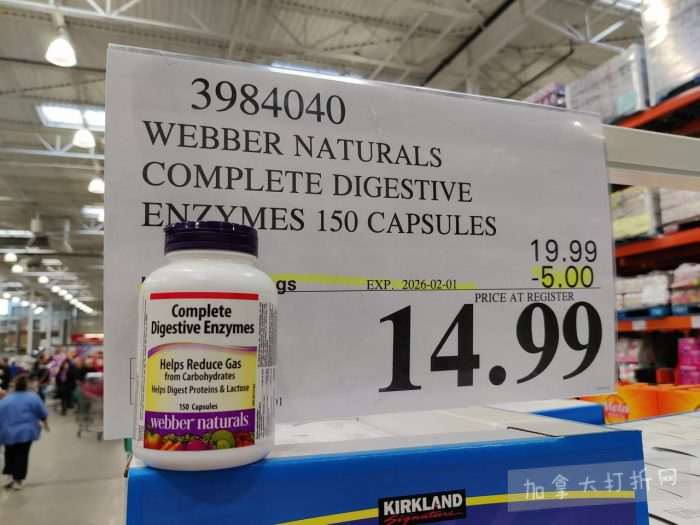 3984040
WEBBER NATURALS
COMPLETE DIGESTIVE
ENZYMES 150 CAPSULES
19.99
-5.00
gs
EXP. 2026-02-01
PRICE AT REGISTER
14.99
Complete
Digestive Enzymes
Helps Reduce Gas
from Carbohydrates
Helps Digest Proteins & Lactose
150 Capsules
webber naturals
KIRKLAND
Signature
加拿大打折网